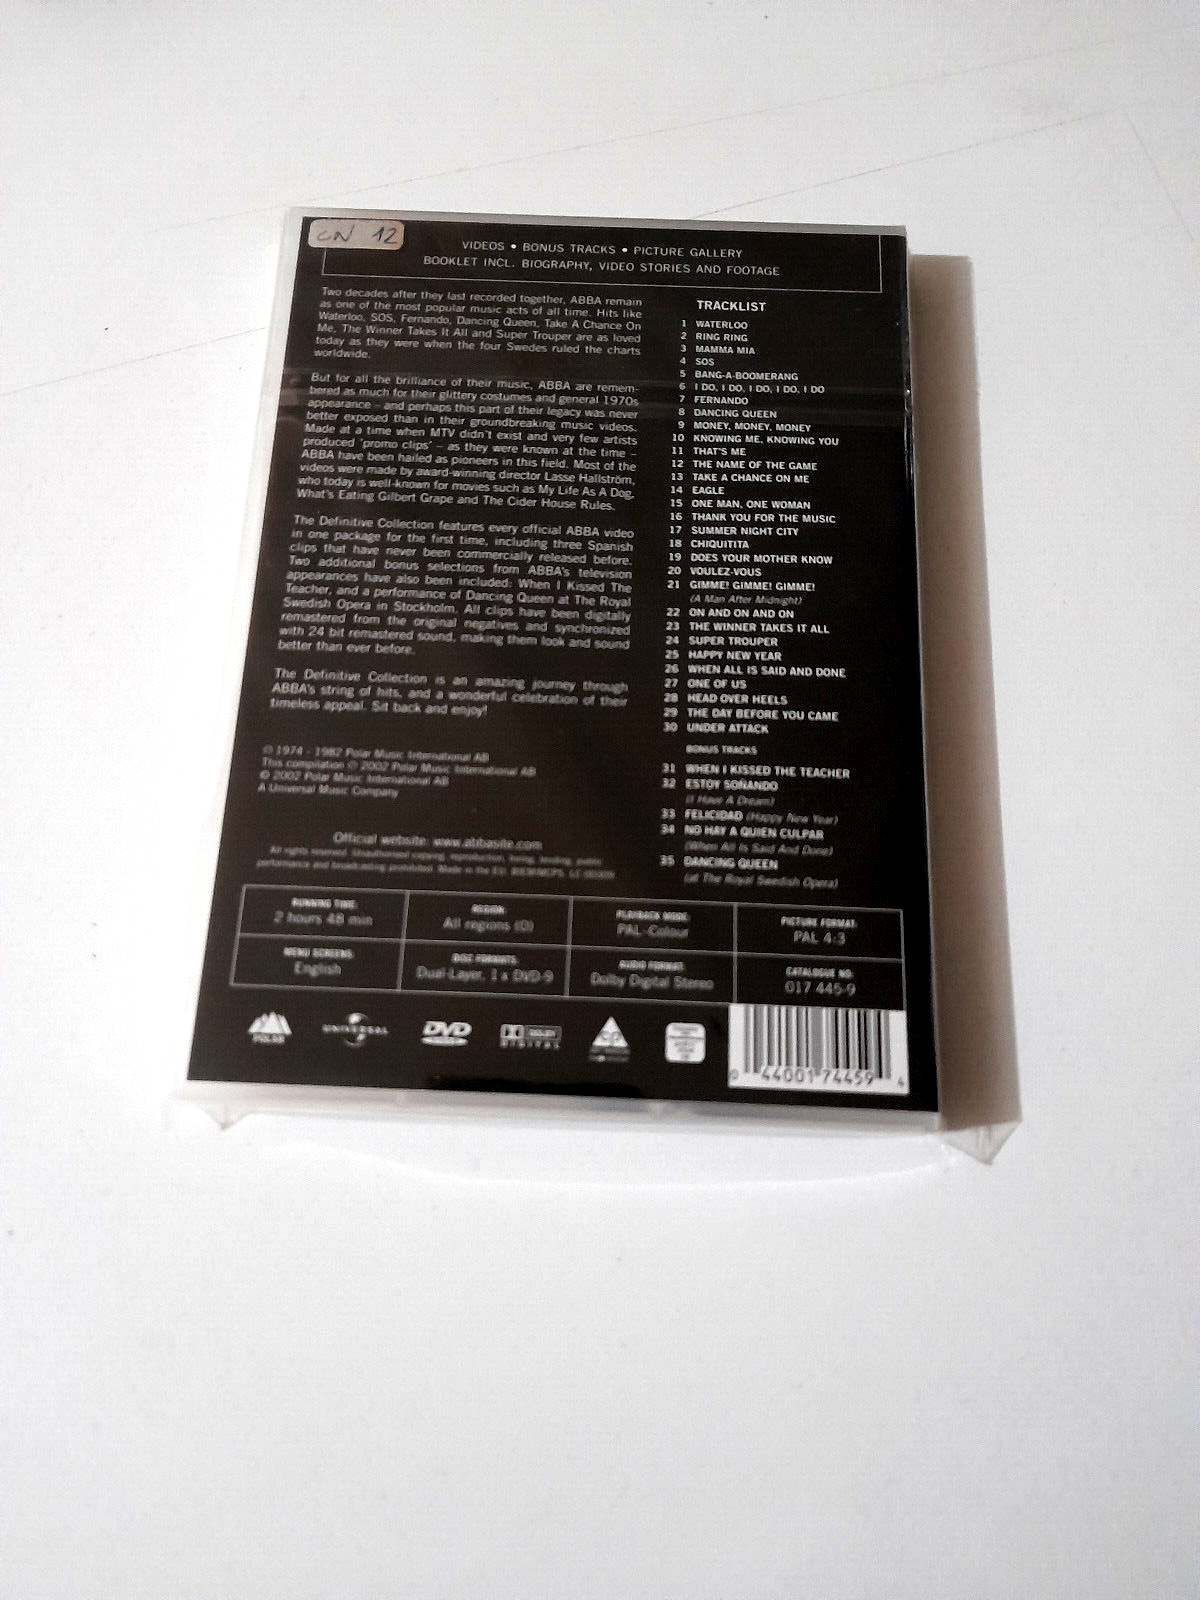 CN 12
VIDEOS • BONUS TRACKS • PICTURE GALLERY
BOOKLET INCL. BIOGRAPHY, VIDEO STORIES AND FOOTAGE
Two decades after they last recorded together, ABBA remain
as one of the most popular music acts of all time. Hits like
Waterloo, SOS, Fernando, Dancing Queen, Take A Chance On
Me, The Winner Takes It All and Super Trouper are as loved
today as they were when the four Swedes ruled the charts
worldwide.
But for all the brilliance of their music, ABBA are remem-
bered as much for their glittery costumes and general 1970s
appearance – and perhaps this part of their legacy was never
better exposed than in their groundbreaking music videos.
Made at a time when MTV didn't exist and very few artists
produced 'promo clips' – as they were known at the time –
ABBA have been hailed as pioneers in this field. Most of the
videos were made by award-winning director Lasse Hallström,
who today is well-known for movies such as My Life As A Dog,
What's Eating Gilbert Grape and The Cider House Rules.
The Definitive Collection features every official ABBA video
in one package for the first time, including three Spanish
clips that have never been commercially released before.
Two additional bonus selections from ABBA's television
appearances have also been included: When I Kissed The
Teacher, and a performance of Dancing Queen at The Royal
Swedish Opera in Stockholm. All clips have been digitally
remastered from the original negatives and synchronized
with 24 bit remastered sound, making them look and sound
better than ever before.
The Definitive Collection is an amazing journey through
ABBA's string of hits, and a wonderful celebration of their
timeless appeal. Sit back and enjoy!
℗ 1974 - 1982 Polar Music International AB
This compilation ℗ 2002 Polar Music International AB
© 2002 Polar Music International AB
A Universal Music Company
Official website: www.abbasite.com
All rights reserved. Unauthorised copying, reproduction, hiring, lending, public
performance and broadcasting prohibited. Made in the EU.
TRACKLIST
1 WATERLOO
2 RING RING
3 MAMMA MIA
4 SOS
5 BANG-A-BOOMERANG
6 I DO, I DO, I DO, I DO, I DO
7 FERNANDO
8 DANCING QUEEN
9 MONEY, MONEY, MONEY
10 KNOWING ME, KNOWING YOU
11 THAT'S ME
12 THE NAME OF THE GAME
13 TAKE A CHANCE ON ME
14 EAGLE
15 ONE MAN, ONE WOMAN
16 THANK YOU FOR THE MUSIC
17 SUMMER NIGHT CITY
18 CHIQUITITA
19 DOES YOUR MOTHER KNOW
20 VOULEZ-VOUS
21 GIMME! GIMME! GIMME!
(A Man After Midnight)
22 ON AND ON AND ON
23 THE WINNER TAKES IT ALL
24 SUPER TROUPER
25 HAPPY NEW YEAR
26 WHEN ALL IS SAID AND DONE
27 ONE OF US
28 HEAD OVER HEELS
29 THE DAY BEFORE YOU CAME
30 UNDER ATTACK
BONUS TRACKS
31 WHEN I KISSED THE TEACHER
32 ESTOY SOÑANDO
(I Have A Dream)
33 FELICIDAD (Happy New Year)
34 NO HAY A QUIEN CULPAR
(When All Is Said And Done)
35 DANCING QUEEN
(at The Royal Swedish Opera)
RUNNING TIME:
2 hours 48 min
REGION:
All regions (0)
PLAYBACK MODE:
PAL-Colour
PICTURE FORMAT:
PAL 4:3
MENU SCREENS:
English
DISC FORMATS:
Dual-Layer, 1 x DVD-9
AUDIO FORMAT:
Dolby Digital Stereo
CATALOGUE NO:
017 445-9
POLAR
UNIVERSAL
DVD
DOLBY
DIGITAL
0 44001 74459 4